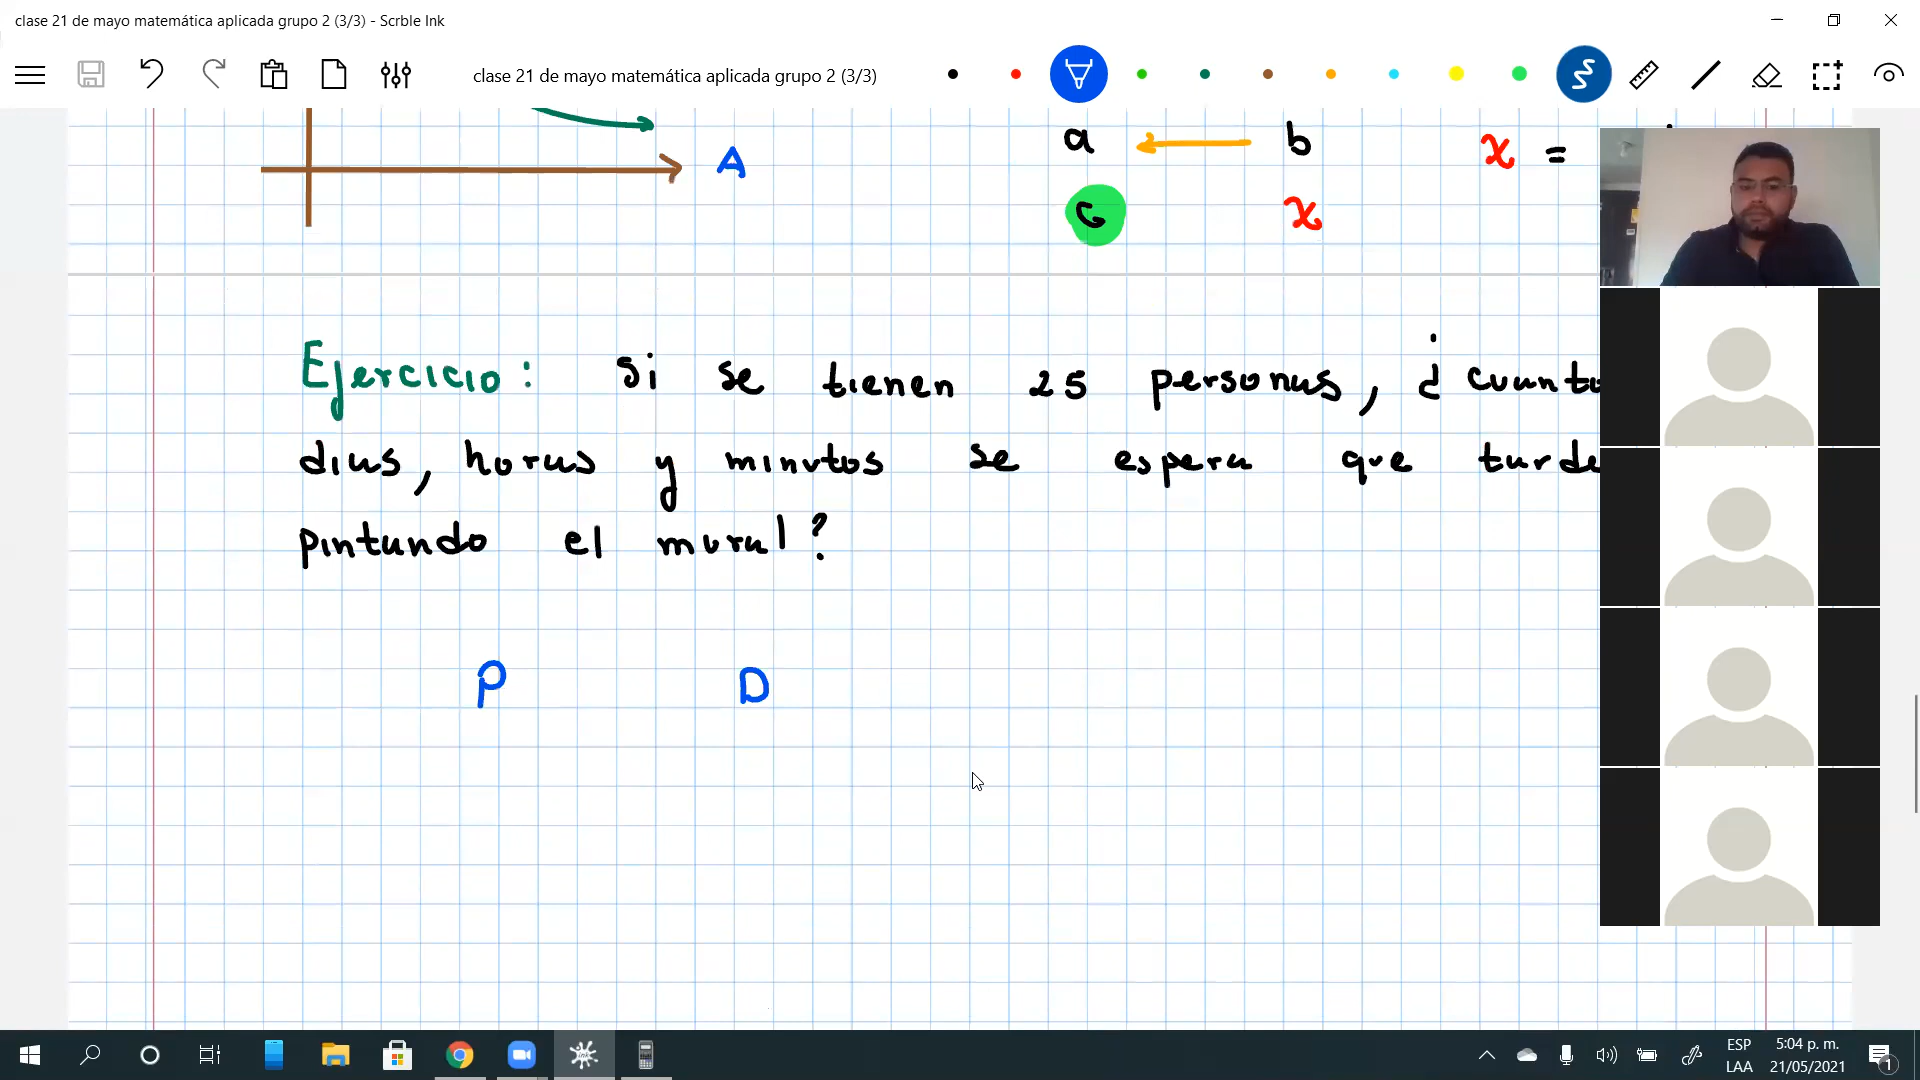 clase 21 de mayo matemática aplicada grupo 2 (3/3) - Scrble Ink
clase 21 de mayo matemática aplicada grupo 2 (3/3)
a b x =
A
c x
Ejercicio: Si se tienen 25 personas, ¿ cuanto
dias, horas y minutos se espera que tarde
pintando el mural?
P D
ESP
LAA
5:04 p. m.
21/05/2021
1